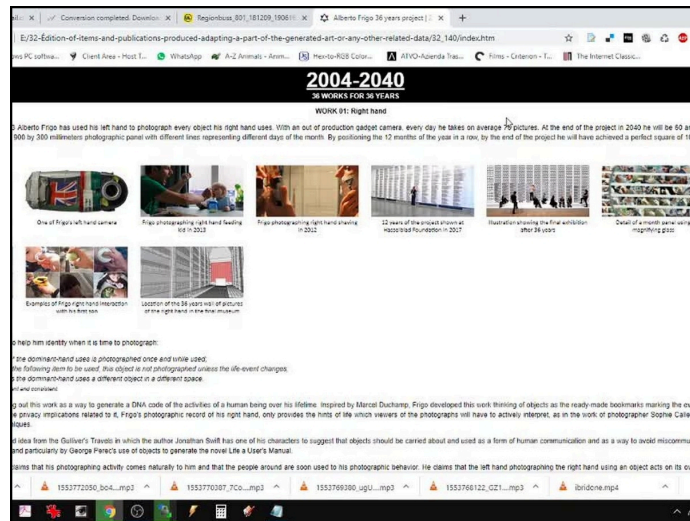 Conversion completed. Downlo
Regionbuss_001_181209_1906
Alberto Frigo 36 years project |
E:/32-Édition-of-items-and-publications-produced-adapting-a-part-of-the-generated-art-or-any-other-related-data/32_140/index.htm
ws PC softwa...
Client Area - Host T...
WhatsApp
A-Z Animals - Anim...
Hex-to-RGB Color...
ATVO-Azienda Tras...
Films - Criterion - T...
The Internet Classic...
2004-2040
36 WORKS FOR 36 YEARS
WORK 01: Right hand
Alberto Frigo has used his left hand to photograph every object his right hand uses. With an out of production gadget camera, every day he takes on average 76 pictures. At the end of the project in 2040 he will be 60
900 by 300 millimeters photographic panel with different lines representing different days of the month. By positioning the 12 months of the year in a row, by the end of the project he will have achieved a perfect square of
One of Frigo's left hand camera
Frigo photographing right hand feeding kid in 2013
Frigo photographing right hand shaving in 2012
12 years of the project shown at Hasselblad Foundation in 2017
Illustration showing the final exhibition after 36 years
Detail of a month panel using magnifying glass
Examples of Frigo right hand interaction with his first son
Location of the 36 years wall of pictures of the right hand in the final museum
o help him identify when it is time to photograph:
the dominant-hand uses is photographed once and while used,
the following item to be used, this object is not photographed unless the life-event changes,
the dominant-hand uses a different object in a different space.
and consistent
g out this work as a way to generate a DNA code of the activities of a human being over his lifetime. Inspired by Marcel Duchamp, Frigo developed this work thinking of objects as the ready-made bookmarks marking the
e privacy implications related to it, Frigo's photographic record of his right hand, only provides the hints of life which viewers of the photographs will have to actively interpret, as in the work of photographer Sophie Calle
iques.
d idea from the Gulliver's Travels in which the author Jonathan Swift has one of his characters to suggest that objects should be carried about and used as a form of human communication and as a way to avoid
and particularly by George Perec's use of objects to generate the novel Life a User's Manual.
claims that his photographing activity comes naturally to him and that the people around are soon used to his photographic behavior. He claims that the left hand photographing the right hand using an object acts on its
1553772050_bo4....mp3
1553770387_7Co....mp3
1553769380_ugU....mp3
1553766122_GZ1....mp3
ibridone.mp4